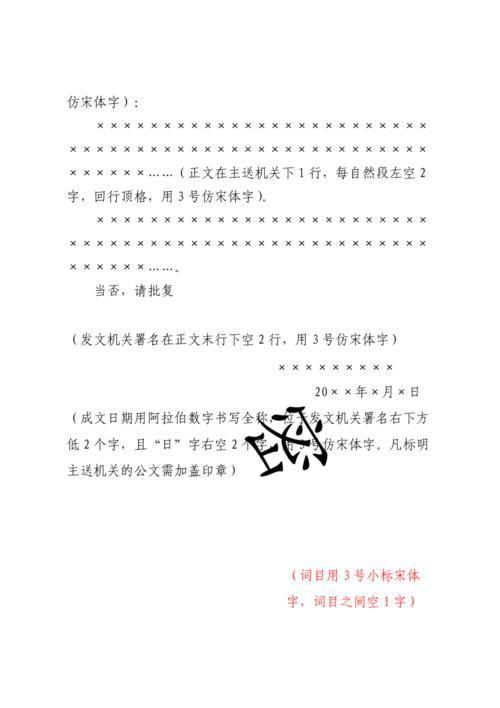 仿宋体字）：
××××××××××××××××××××××××××
××××××××××××××××××××××××××××
××××××……（正文在主送机关下1行，每自然段左空2
字，回行顶格，用3号仿宋体字）。
××××××××××××××××××××××××××
××××××××××××××××××××××××××××
××××××……。
当否，请批复
（发文机关署名在正文末行下空2行，用3号仿宋体字）
×××××××××
20××年×月×日
（成文日期用阿拉伯数字书写全称，位于发文机关署名右下方
低2个字，且“日”字右空2个字，用3号仿宋体字。凡标明
主送机关的公文需加盖印章）
（词目用3号小标宋体
字，词目之间空1字）